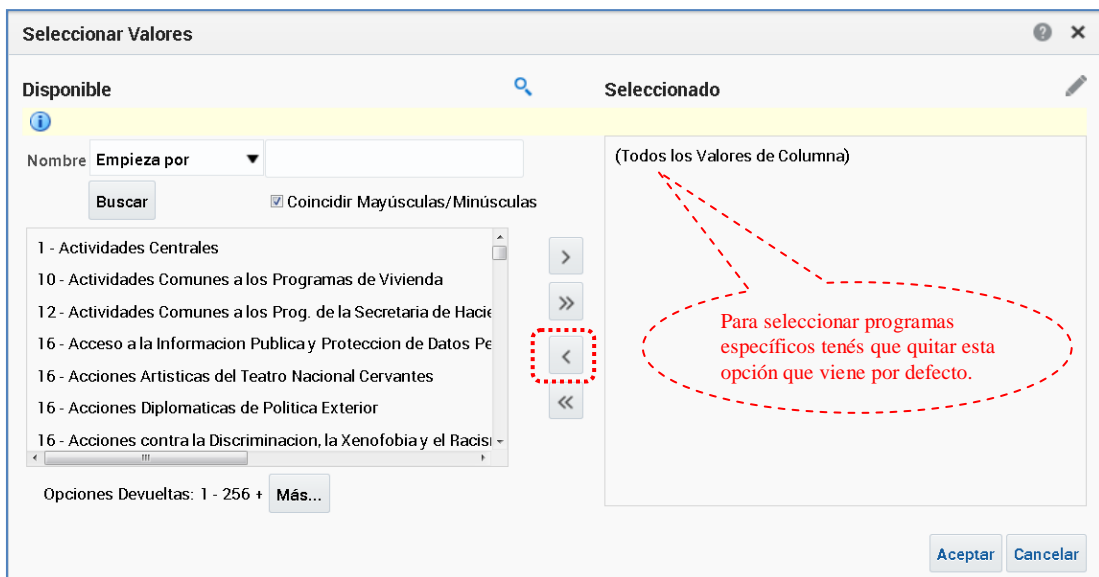 Seleccionar Valores
Disponible
Seleccionado
Nombre Empieza por
Buscar
Coincidir Mayúsculas/Minúsculas
1 - Actividades Centrales
10 - Actividades Comunes a los Programas de Vivienda
12 - Actividades Comunes a los Prog. de la Secretaria de Hacie
16 - Acceso a la Informacion Publica y Proteccion de Datos Pe
16 - Acciones Artisticas del Teatro Nacional Cervantes
16 - Acciones Diplomaticas de Politica Exterior
16 - Acciones contra la Discriminacion, la Xenofobia y el Racisı
Opciones Devueltas: 1 - 256 + Más...
> 
>>
<
<<
(Todos los Valores de Columna)
Para seleccionar programas
específicos tenés que quitar esta
opción que viene por defecto.
Aceptar Cancelar